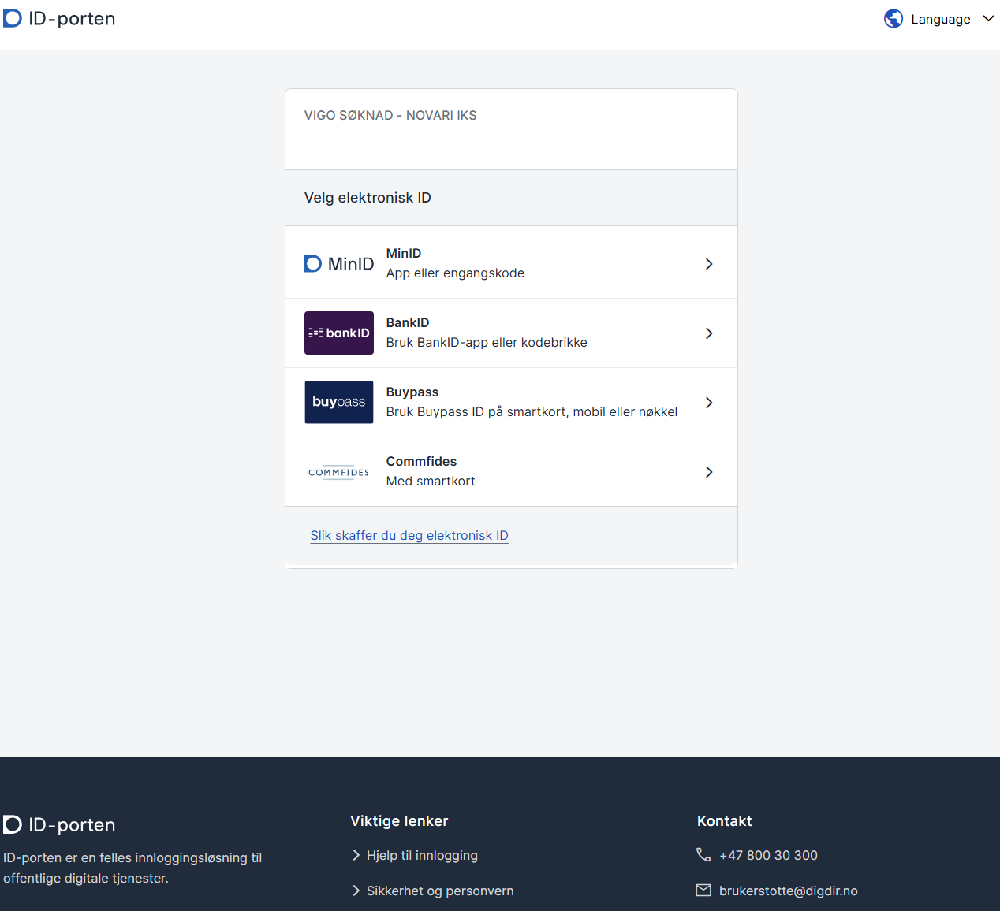 ID-porten
Language
VIGO SØKNAD - NOVARI IKS
Velg elektronisk ID
MinID
MinID
App eller engangskode
bankID
BankID
Bruk BankID-app eller kodebrikke
buypass
Buypass
Bruk Buypass ID på smartkort, mobil eller nøkkel
COMMFIDES
Commfides
Med smartkort
Slik skaffer du deg elektronisk ID
ID-porten
ID-porten er en felles innloggingsløsning til
offentlige digitale tjenester.
Viktige lenker
Hjelp til innlogging
Sikkerhet og personvern
Kontakt
+47 800 30 300
brukerstotte@digdir.no